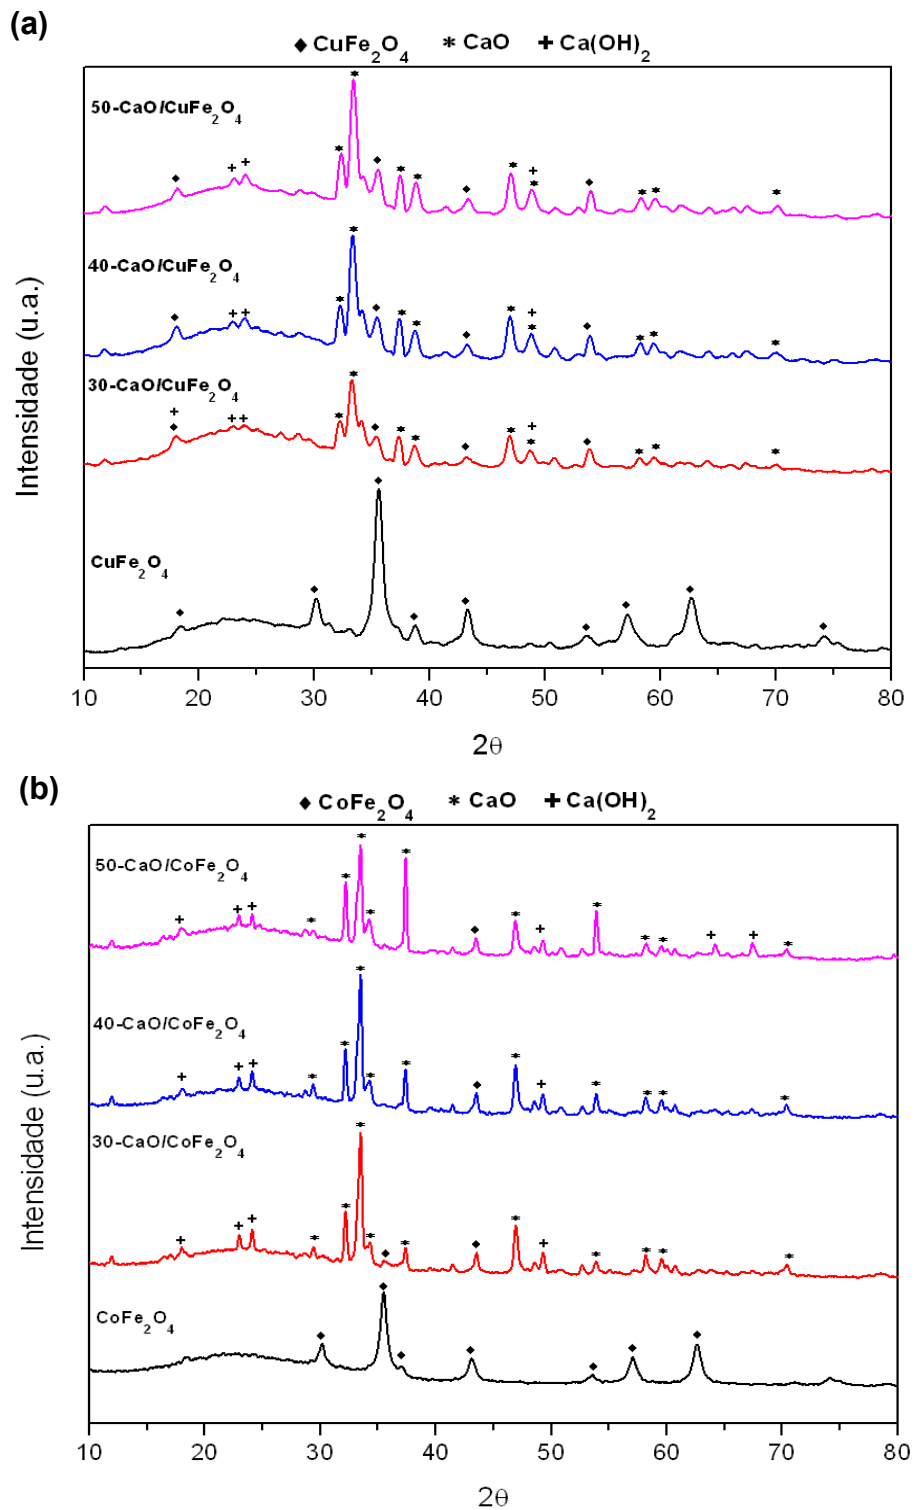 (a)
◆ CuFe₂O₄ * CaO + Ca(OH)₂
50-CaO/CuFe₂O₄
40-CaO/CuFe₂O₄
30-CaO/CuFe₂O₄
CuFe₂O₄
Intensidade (u.a.)
10 20 30 40 50 60 70 80
2θ
(b)
◆ CoFe₂O₄ * CaO + Ca(OH)₂
50-CaO/CoFe₂O₄
40-CaO/CoFe₂O₄
30-CaO/CoFe₂O₄
CoFe₂O₄
Intensidade (u.a.)
10 20 30 40 50 60 70 80
2θ